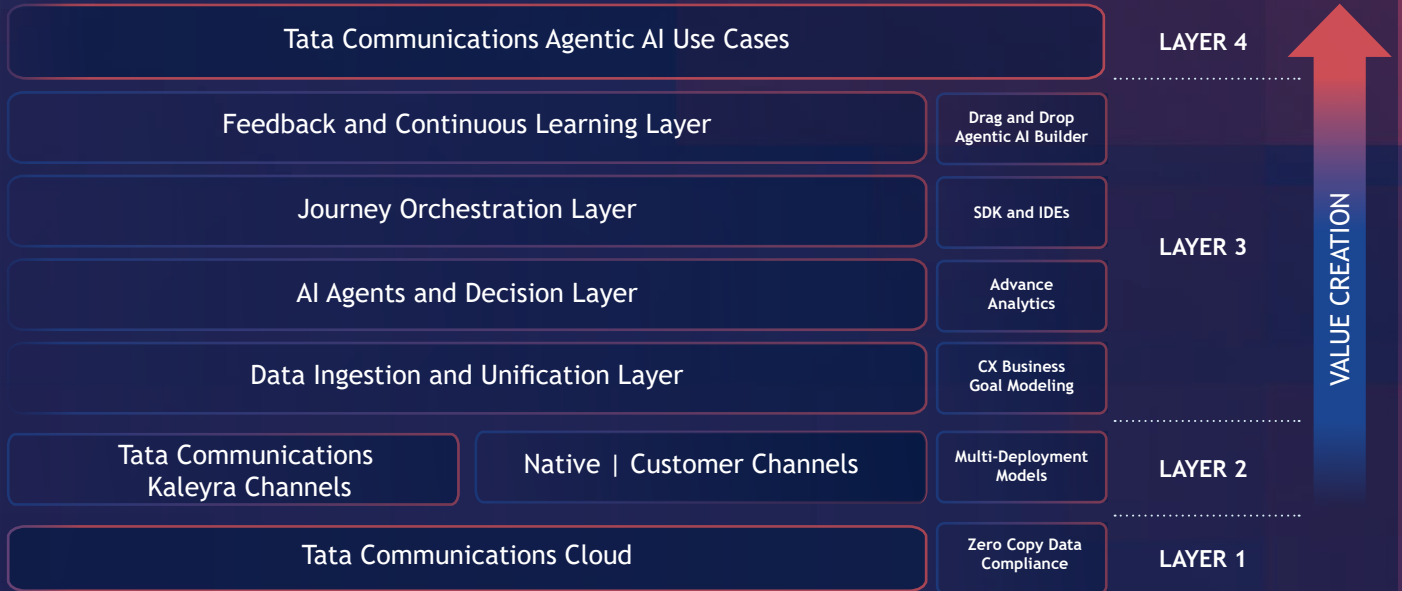 Tata Communications Agentic AI Use Cases
LAYER 4
Feedback and Continuous Learning Layer
Drag and Drop
Agentic AI Builder
Journey Orchestration Layer
SDK and IDEs
LAYER 3
AI Agents and Decision Layer
Advance
Analytics
Data Ingestion and Unification Layer
CX Business
Goal Modeling
Tata Communications
Kaleyra Channels
Native | Customer Channels
Multi-Deployment
Models
LAYER 2
Tata Communications Cloud
Zero Copy Data
Compliance
LAYER 1
VALUE CREATION